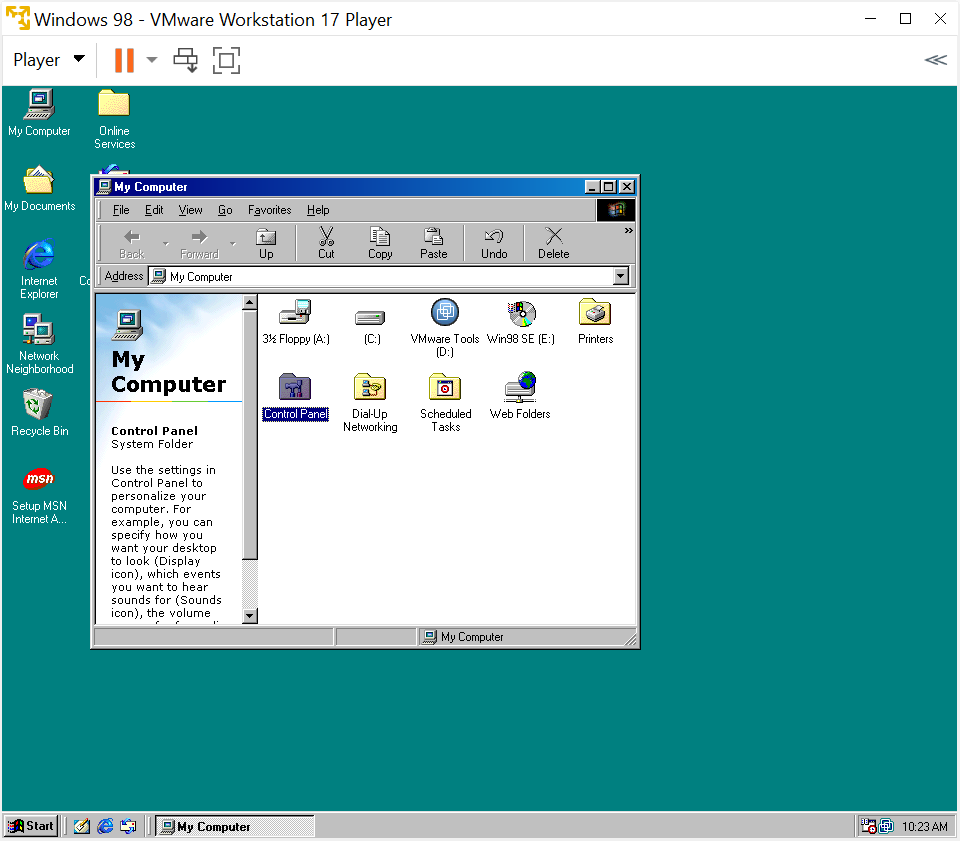 Windows 98 - VMware Workstation 17 Player
Player
My Computer
Online
Services
My Documents
Internet
Explorer
Network
Neighborhood
Recycle Bin
msn
Setup MSN
Internet A...
My Computer
File Edit View Go Favorites Help
Back Forward Up Cut Copy Paste Undo Delete
Address My Computer
My
Computer
Control Panel
System Folder
Use the settings in
Control Panel to
personalize your
computer. For
example, you can
specify how you
want your desktop
to look (Display
icon), which events
you want to hear
sounds for (Sounds
icon), the volume
3½ Floppy (A:)
(C:)
VMware Tools
(D:)
Win98 SE (E:)
Printers
Control Panel
Dial-Up
Networking
Scheduled
Tasks
Web Folders
My Computer
Start
My Computer
10:23 AM